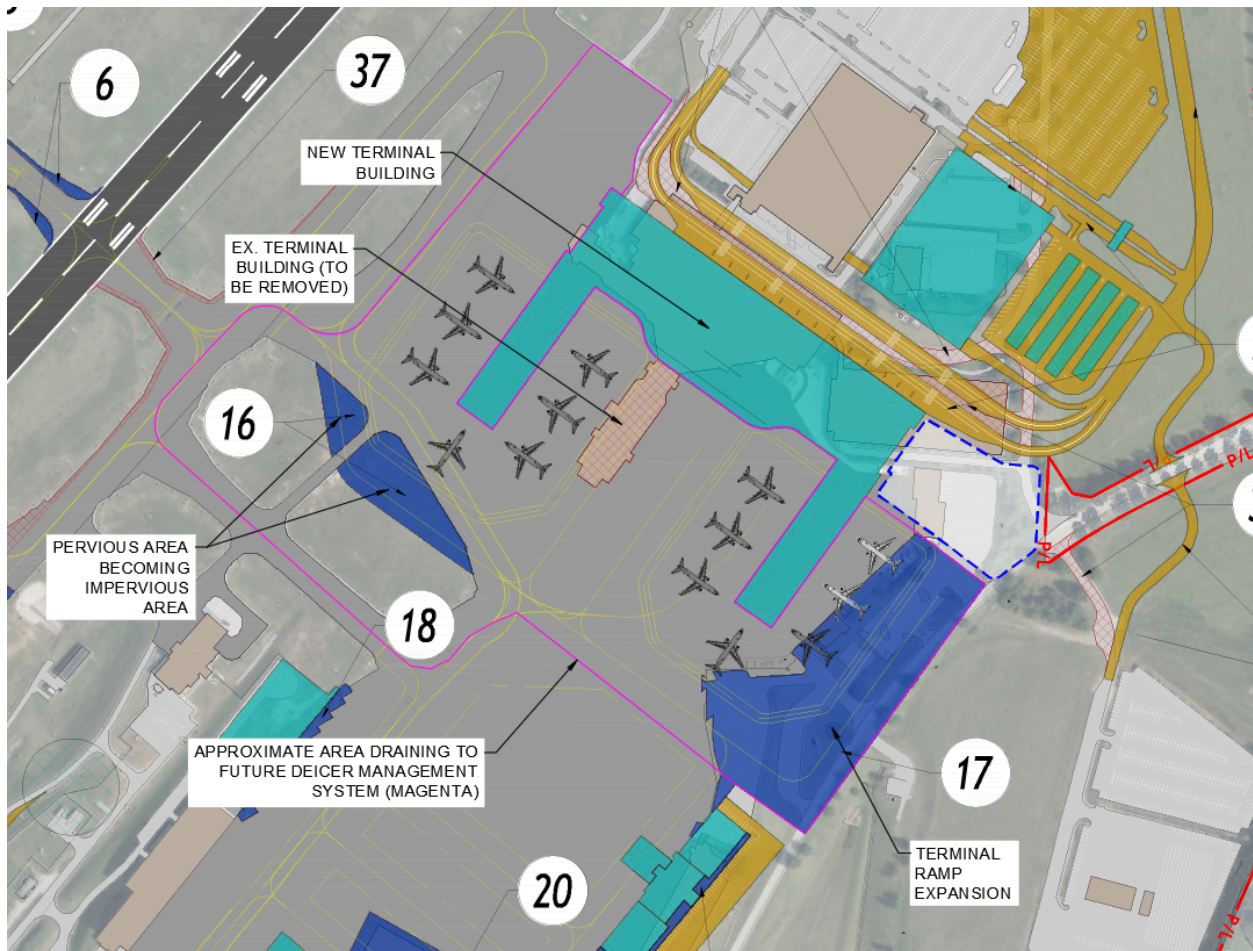 6
37
NEW TERMINAL
BUILDING
EX. TERMINAL
BUILDING (TO
BE REMOVED)
16
P/L
P/L
P/L
PERVIOUS AREA
BECOMING
IMPERVIOUS
AREA
18
APPROXIMATE AREA DRAINING TO
FUTURE DEICER MANAGEMENT
SYSTEM (MAGENTA)
17
TERMINAL
RAMP
EXPANSION
20
P/L